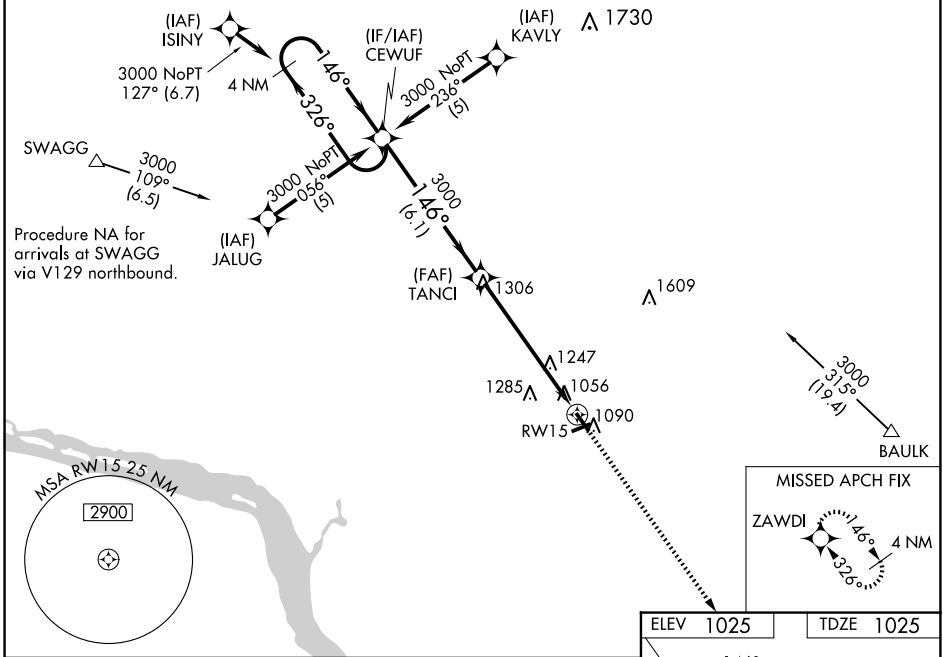 (IAF)
ISINY
3000 NoPT
127° (6.7)
4 NM
146°
326°
(IF/IAF)
CEWUF
(IAF)
KAVLY
1730
3000 NoPT
236°
(5)
SWAGG
3000
109°
(6.5)
3000 NoPT
056°
(5)
(IAF)
JALUG
Procedure NA for
arrivals at SWAGG
via V129 northbound.
3000
146°
(6.1)
(FAF)
TANCI
1306
1609
1247
1285
1056
1090
RW15
3000
315°
(19.4)
BAULK
MSA RW15 25 NM
2900
MISSED APCH FIX
ZAWDI
146°
4 NM
326°
ELEV 1025
TDZE 1025